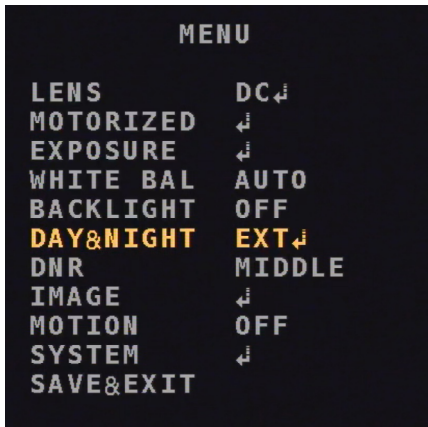 MENU
LENS DC↲
MOTORIZED ↲
EXPOSURE ↲
WHITE BAL AUTO
BACKLIGHT OFF
DAY&NIGHT EXT↲
DNR MIDDLE
IMAGE ↲
MOTION OFF
SYSTEM ↲
SAVE&EXIT